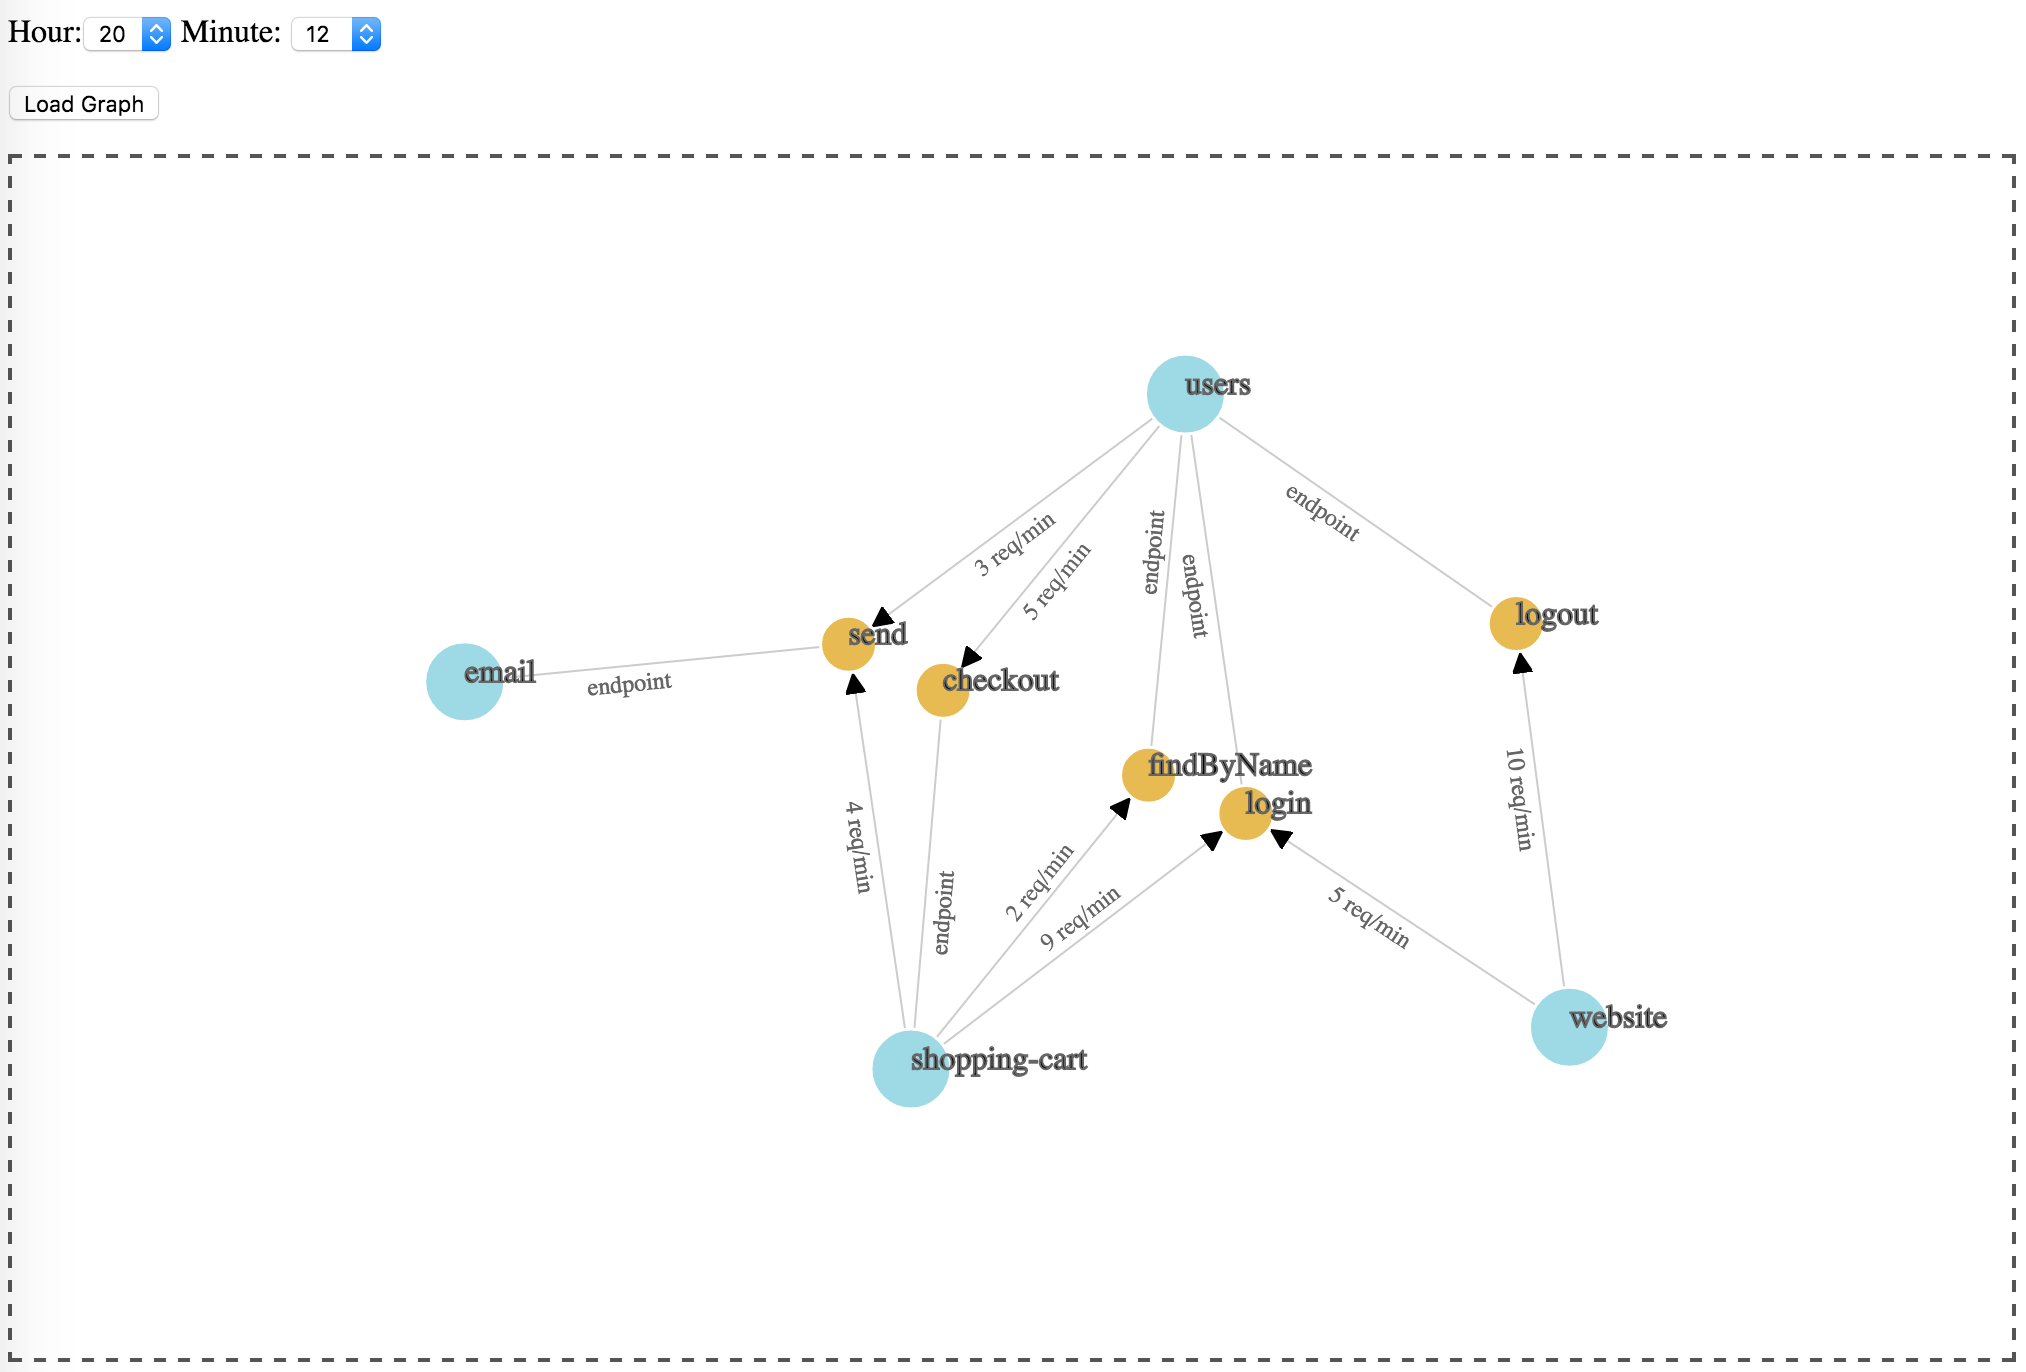 Hour: 20 Minute: 12
Load Graph
users
endpoint
3 req/min
5 req/min
endpoint
endpoint
logout
send
email
endpoint
checkout
findByName
login
10 req/min
4 req/min
endpoint
2 req/min
9 req/min
5 req/min
website
shopping-cart